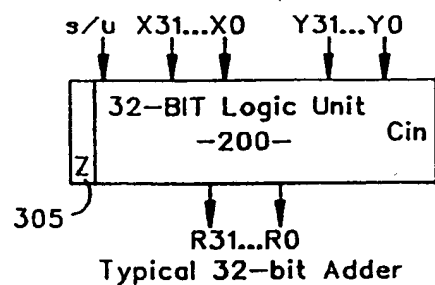 s/u X31...X0 Y31...Y0
32-BIT Logic Unit
-200-
Cin
Z
305
R31...R0
Typical 32-bit Adder